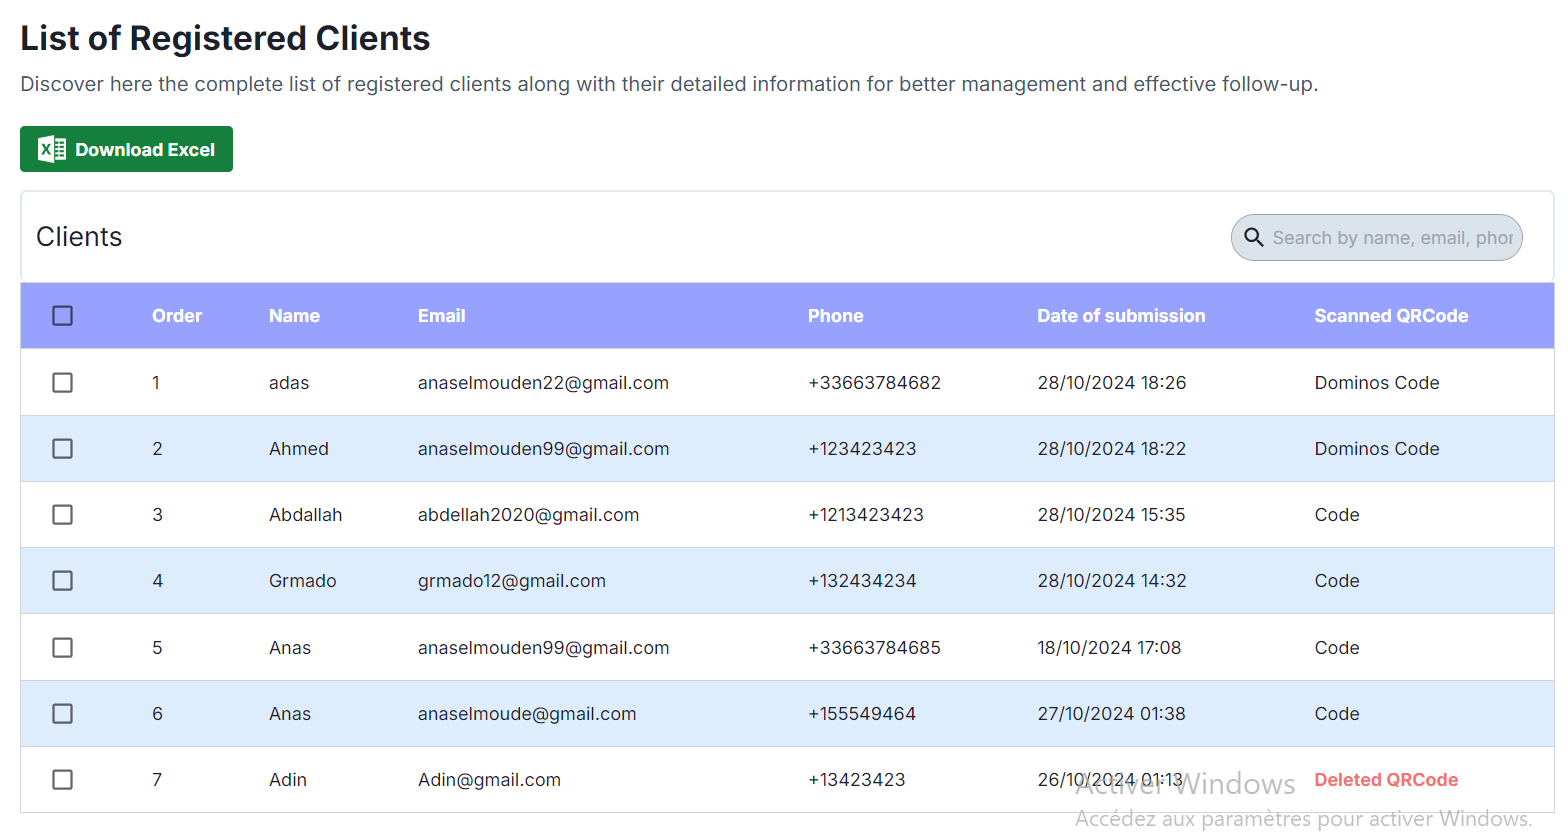 List of Registered Clients
Discover here the complete list of registered clients along with their detailed information for better management and effective follow-up.
Download Excel
Clients
Search by name, email, phon
Order Name Email Phone Date of submission Scanned QRCode
1 adas anaselmouden22@gmail.com +33663784682 28/10/2024 18:26 Dominos Code
2 Ahmed anaselmouden99@gmail.com +123423423 28/10/2024 18:22 Dominos Code
3 Abdallah abdellah2020@gmail.com +1213423423 28/10/2024 15:35 Code
4 Grmado grmado12@gmail.com +132434234 28/10/2024 14:32 Code
5 Anas anaselmouden99@gmail.com +33663784685 18/10/2024 17:08 Code
6 Anas anaselmoude@gmail.com +155549464 27/10/2024 01:38 Code
7 Adin Adin@gmail.com +13423423 26/10/2024 01:13 Deleted QRCode
Activer Windows
Accédez aux paramètres pour activer Windows.